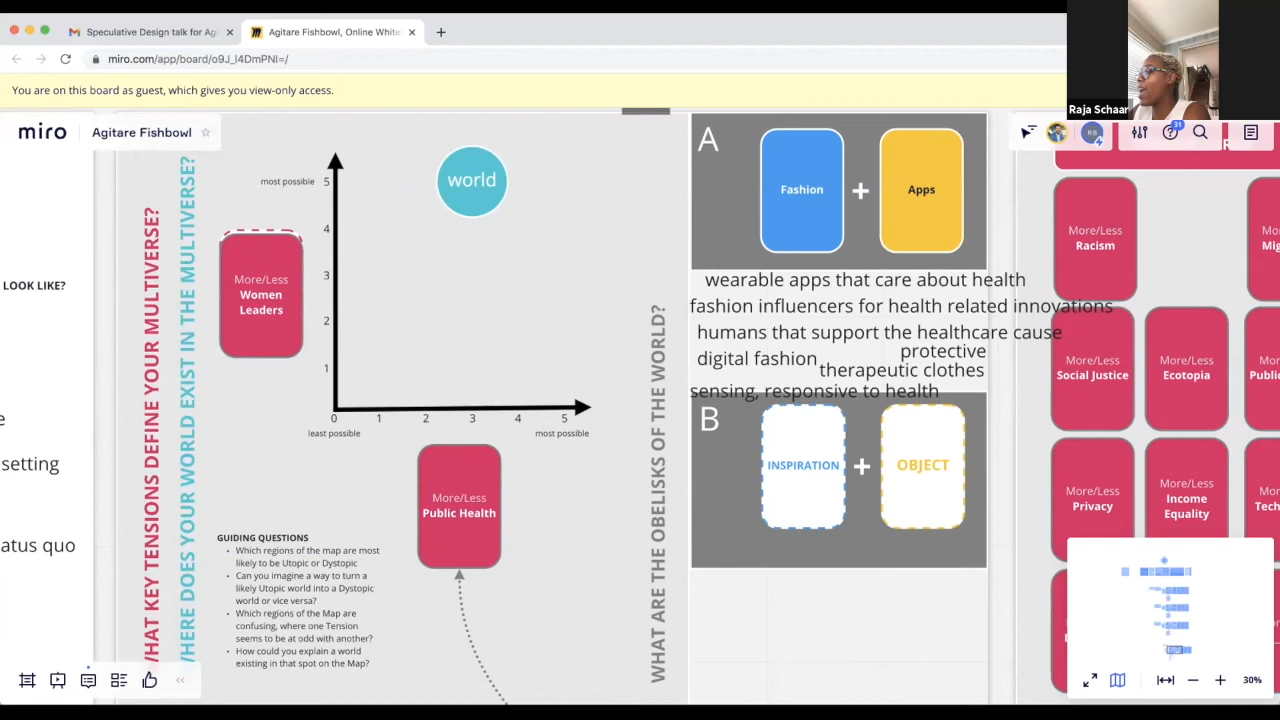 Speculative Design talk for Agi
Agitare Fishbowl, Online White
miro.com/app/board/o9J_l4DmPNI=/
You are on this board as guest, which gives you view-only access.
Raja Schaar
miro
Agitare Fishbowl
31
RS
LOOK LIKE?
setting
atus quo
WHAT KEY TENSIONS DEFINE YOUR MULTIVERSE?
WHERE DOES YOUR WORLD EXIST IN THE MULTIVERSE?
most possible
5
4
3
2
1
0
1
2
3
4
5
least possible
most possible
world
More/Less
Women
Leaders
More/Less
Public Health
GUIDING QUESTIONS
• Which regions of the map are most
likely to be Utopic or Dystopic
• Can you imagine a way to turn a
likely Utopic world into a Dystopic
world or vice versa?
• Which regions of the Map are
confusing, where one Tension
seems to be at odd with another?
• How could you explain a world
existing in that spot on the Map?
WHAT ARE THE OBELISKS OF THE WORLD?
A
Fashion
+
Apps
wearable apps that care about health
fashion influencers for health related innovations
humans that support the healthcare cause
digital fashion
protective
therapeutic clothes
sensing, responsive to health
B
INSPIRATION
+
OBJECT
More/Less
Racism
Mo
Mig
More/Less
Social Justice
More/Less
Ecotopia
Mo
Publi
More/Less
Privacy
More/Less
Income
Equality
Mo
Tech
30%